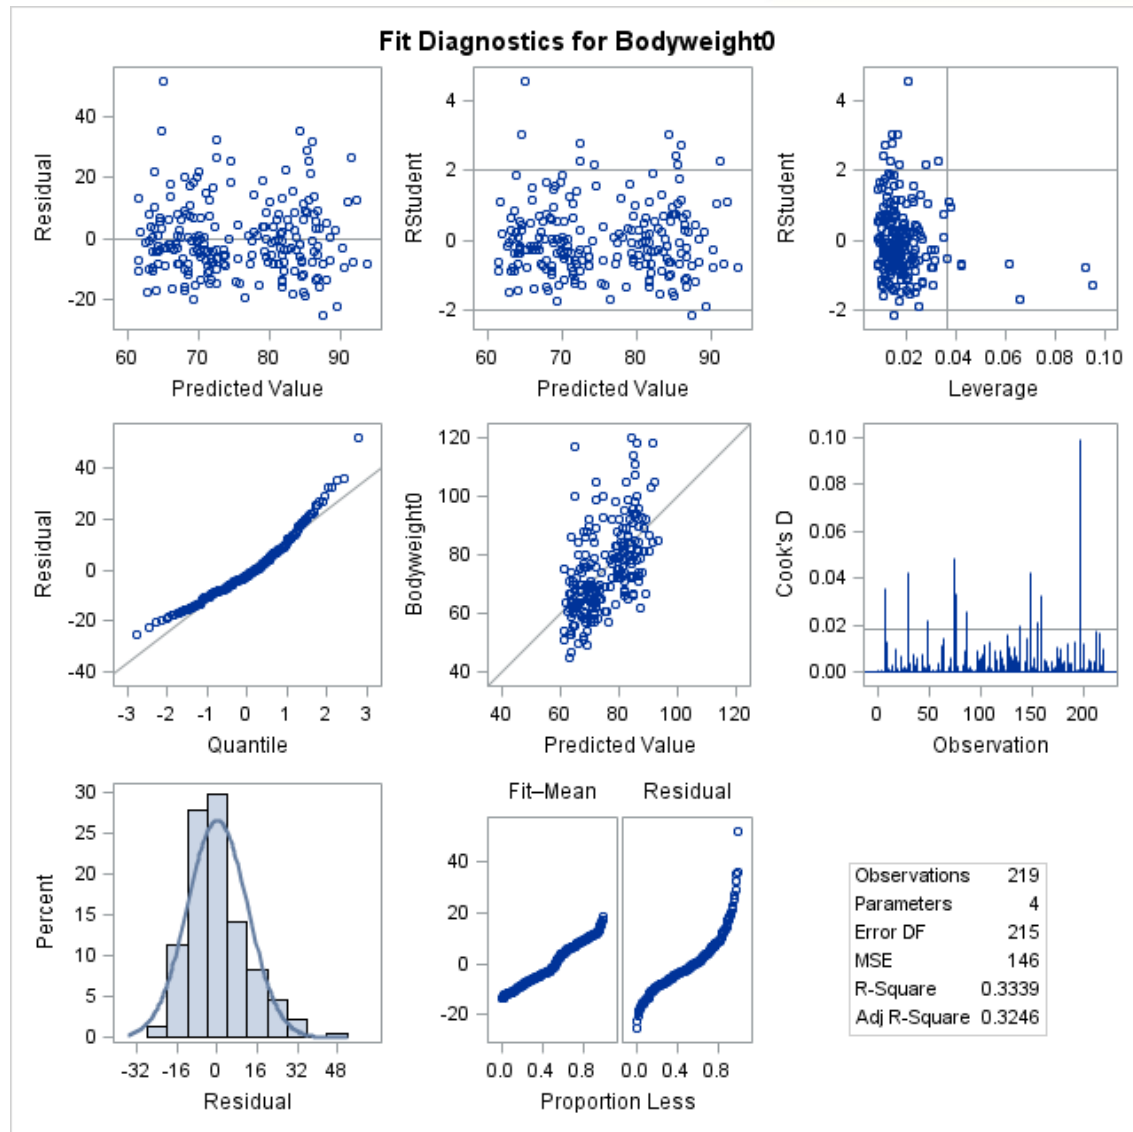 Fit Diagnostics for Bodyweight0
Residual
40
20
0
-20
60 70 80 90
Predicted Value
RStudent
4
2
0
-2
60 70 80 90
Predicted Value
RStudent
4
2
0
-2
0.02 0.04 0.06 0.08 0.10
Leverage
Residual
40
20
0
-20
-40
-3 -2 -1 0 1 2 3
Quantile
Bodyweight0
120
100
80
60
40
40 60 80 100 120
Predicted Value
Cook's D
0.10
0.08
0.06
0.04
0.02
0.00
0 50 100 150 200
Observation
Percent
30
25
20
15
10
5
0
-32 -16 0 16 32 48
Residual
Fit–Mean Residual
40
20
0
-20
0.0 0.4 0.8 0.0 0.4 0.8
Proportion Less
Observations 219
Parameters 4
Error DF 215
MSE 146
R-Square 0.3339
Adj R-Square 0.3246